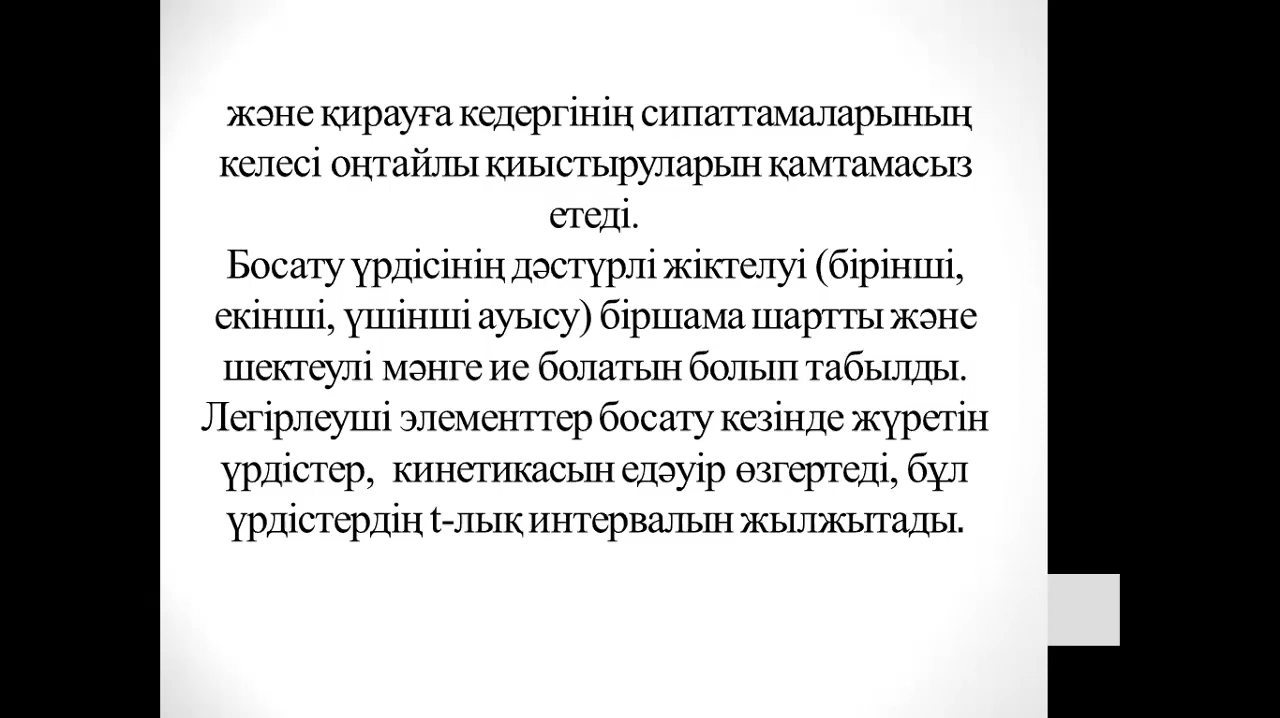 және қирауға кедергінің сипаттамаларының
келесі оңтайлы қиыстыруларын қамтамасыз
етеді.
Босату үрдісінің дәстүрлі жіктелуі (бірінші,
екінші, үшінші ауысу) біршама шартты және
шектеулі мәнге ие болатын болып табылды.
Легірлеуші элементтер босату кезінде жүретін
үрдістер, кинетикасын едәуір өзгертеді, бұл
үрдістердің t-лық интервалын жылжытады.